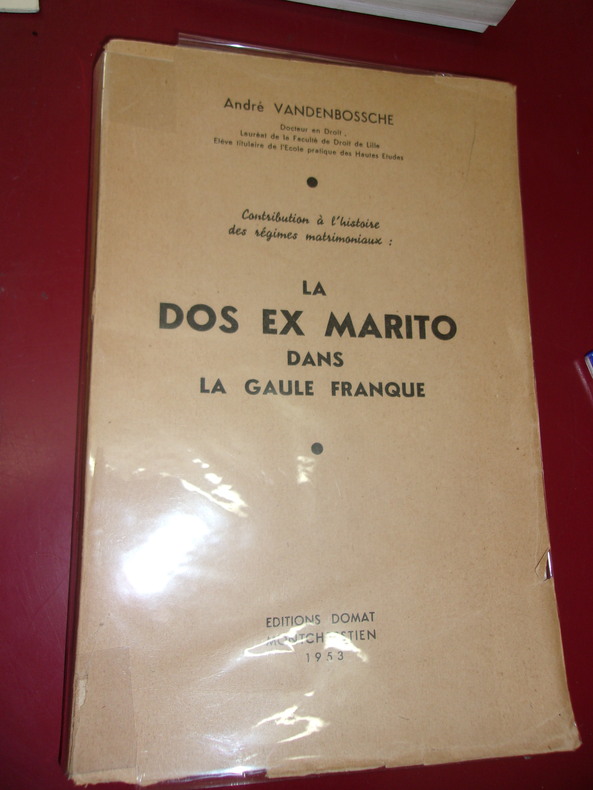 André VANDENBOSSCHE
Docteur en Droit .
Lauréat de la Faculté de Droit de Lille
Elève titulaire de l'Ecole pratique des Hautes Etudes
Contribution à l'histoire
des régimes matrimoniaux :
LA
DOS EX MARITO
DANS
LA GAULE FRANQUE
EDITIONS DOMAT
1953